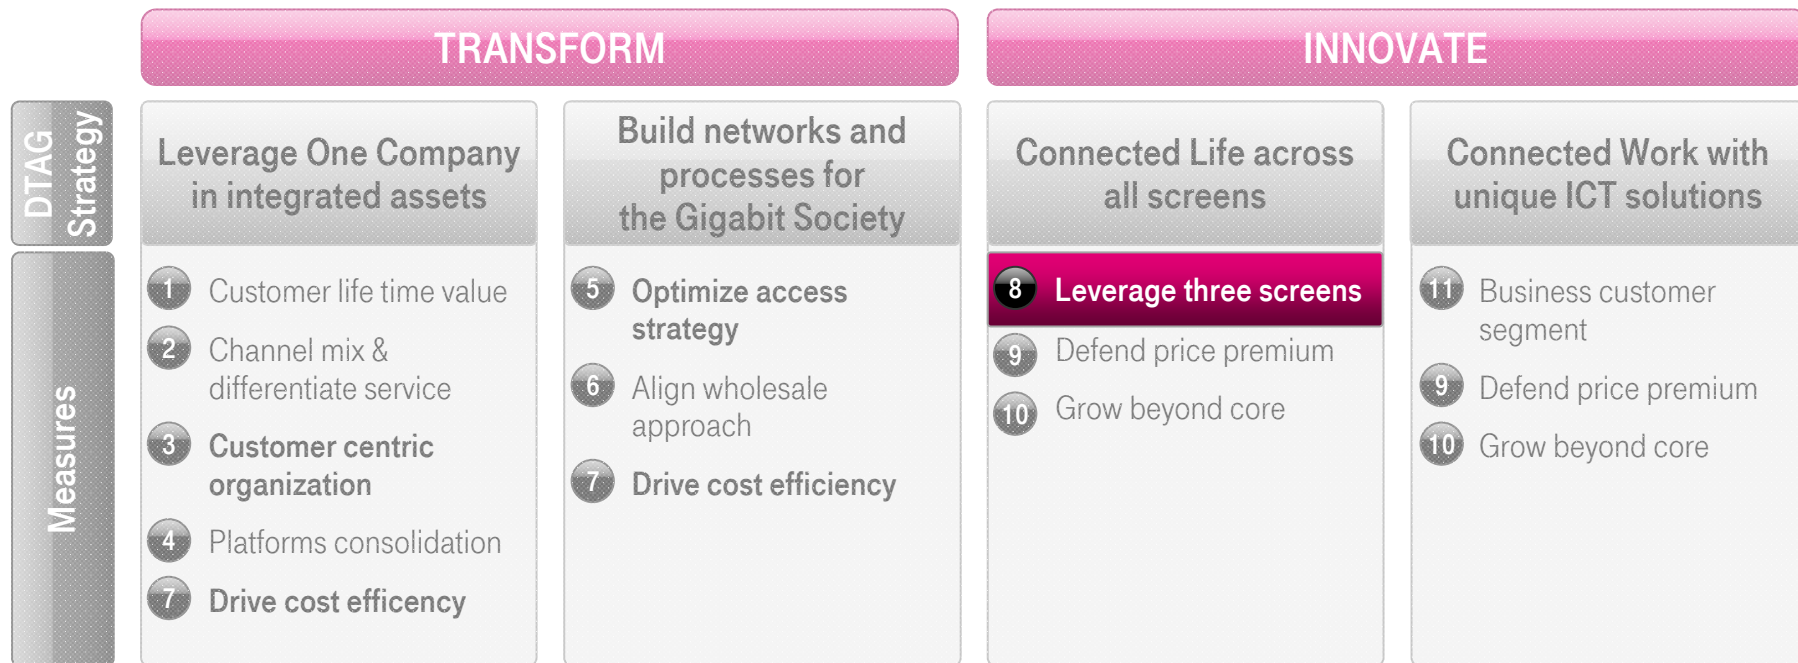 TRANSFORM
INNOVATE
DTAG
Strategy
Leverage One Company
in integrated assets
Build networks and
processes for
the Gigabit Society
Connected Life across
all screens
Connected Work with
unique ICT solutions
Measures
1 Customer life time value
2 Channel mix &
differentiate service
3 Customer centric
organization
4 Platforms consolidation
7 Drive cost efficency
5 Optimize access
strategy
6 Align wholesale
approach
7 Drive cost efficiency
8 Leverage three screens
9 Defend price premium
10 Grow beyond core
11 Business customer
segment
9 Defend price premium
10 Grow beyond core